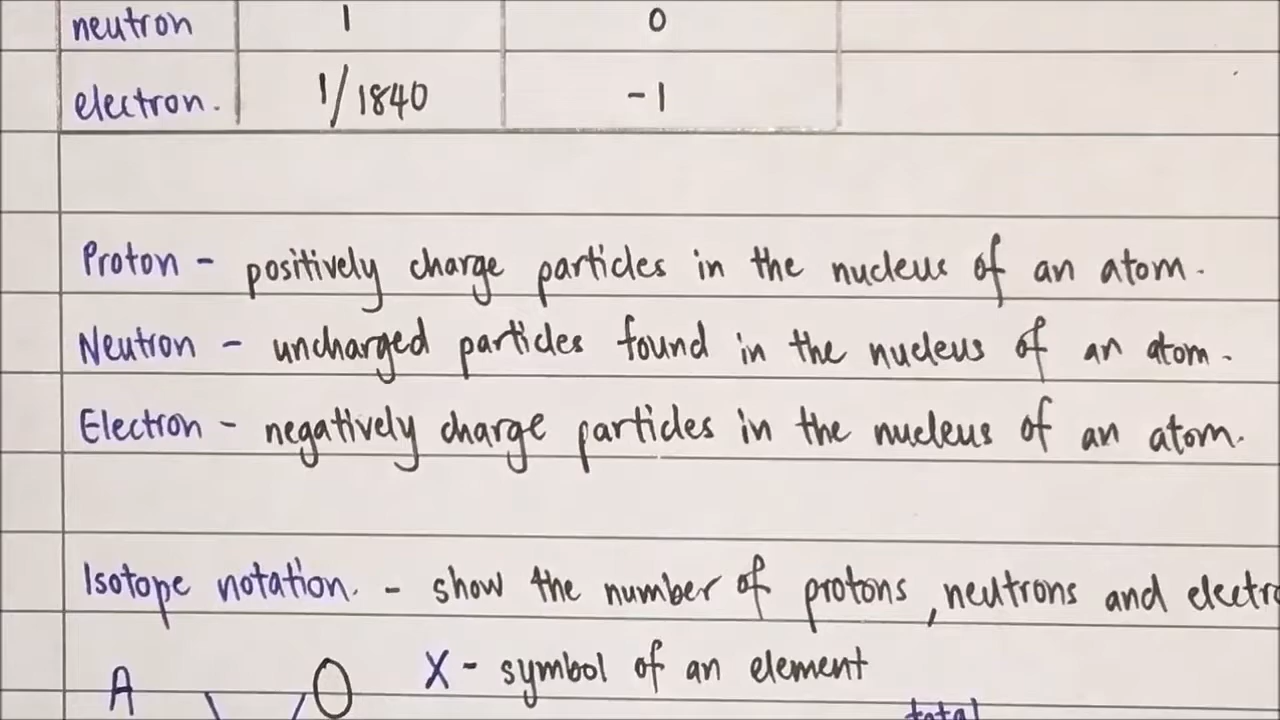 neutron 1 0
electron. 1/1840 -1
Proton - positively charge particles in the nucleus of an atom.
Neutron - uncharged particles found in the nucleus of an atom.
Electron - negatively charge particles in the nucleus of an atom.
Isotope notation. - show the number of protons, neutrons and electro
A O X - symbol of an element
total